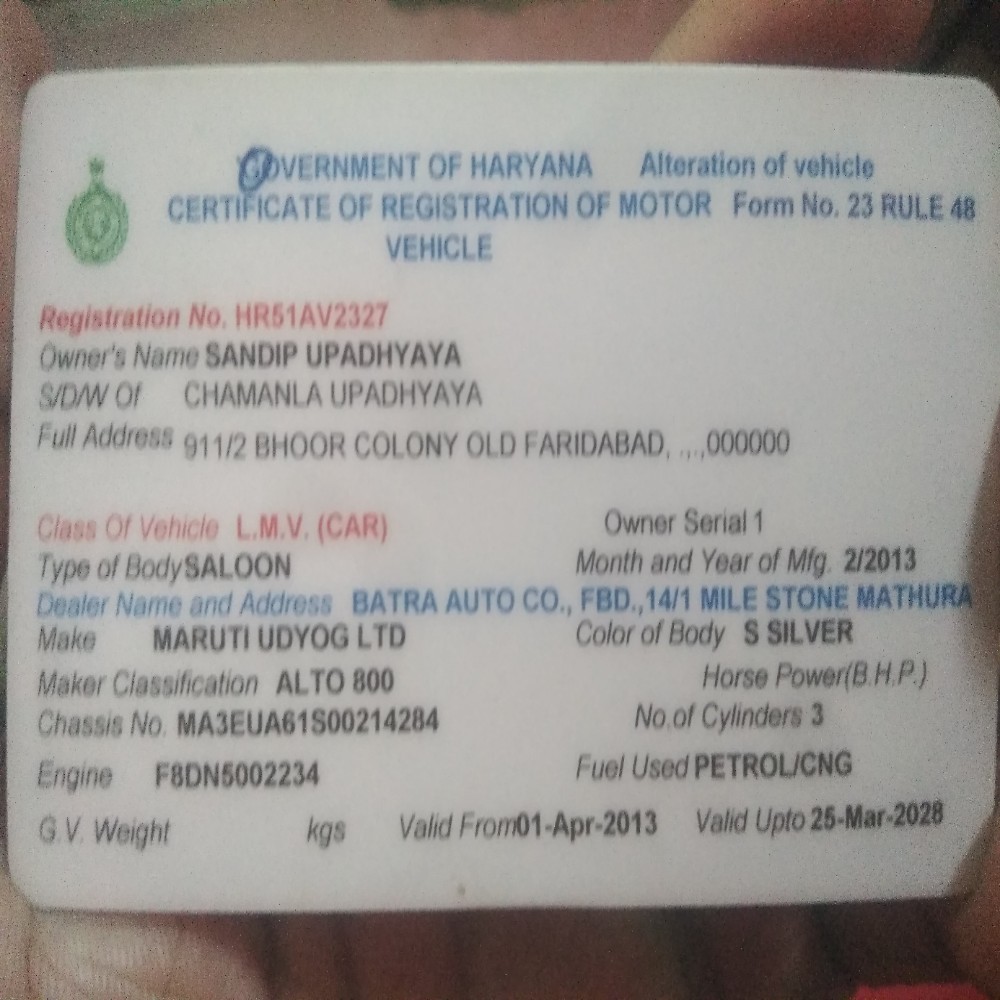 GOVERNMENT OF HARYANA Alteration of vehicle
CERTIFICATE OF REGISTRATION OF MOTOR Form No. 23 RULE 48
VEHICLE
Registration No. HR51AV2327
Owner's Name SANDIP UPADHYAYA
S/D/W Of CHAMANLA UPADHYAYA
Full Address 911/2 BHOOR COLONY OLD FARIDABAD, .,.,000000
Class Of Vehicle L.M.V. (CAR) Owner Serial 1
Type of Body SALOON Month and Year of Mfg. 2/2013
Dealer Name and Address BATRA AUTO CO., FBD.,14/1 MILE STONE MATHURA
Make MARUTI UDYOG LTD Color of Body S SILVER
Maker Classification ALTO 800 Horse Power(B.H.P.)
Chassis No. MA3EUA61S00214284 No.of Cylinders 3
Engine F8DN5002234 Fuel Used PETROL/CNG
G.V. Weight kgs Valid From 01-Apr-2013 Valid Upto 25-Mar-2028